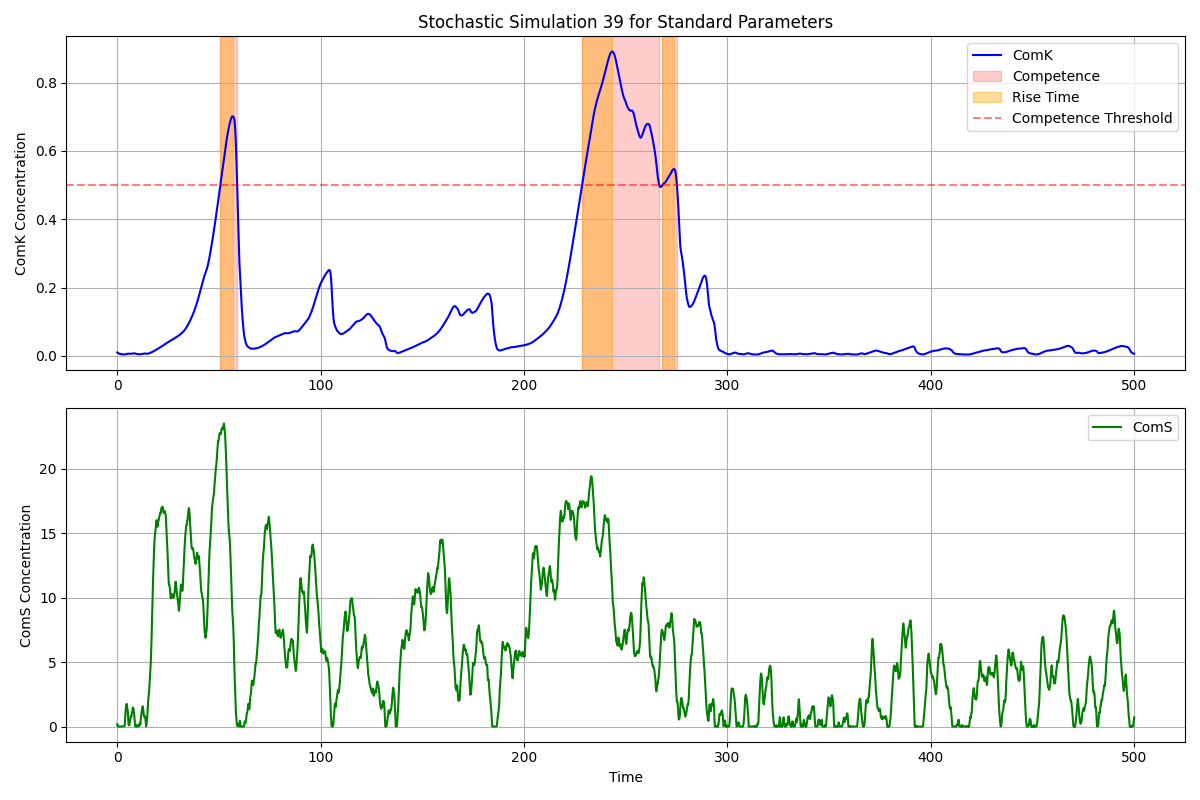 Stochastic Simulation 39 for Standard Parameters
ComK Concentration
0.8
0.6
0.4
0.2
0.0
ComK
Competence
Rise Time
Competence Threshold
0 100 200 300 400 500
ComS Concentration
20
15
10
5
0
ComS
0 100 200 300 400 500
Time